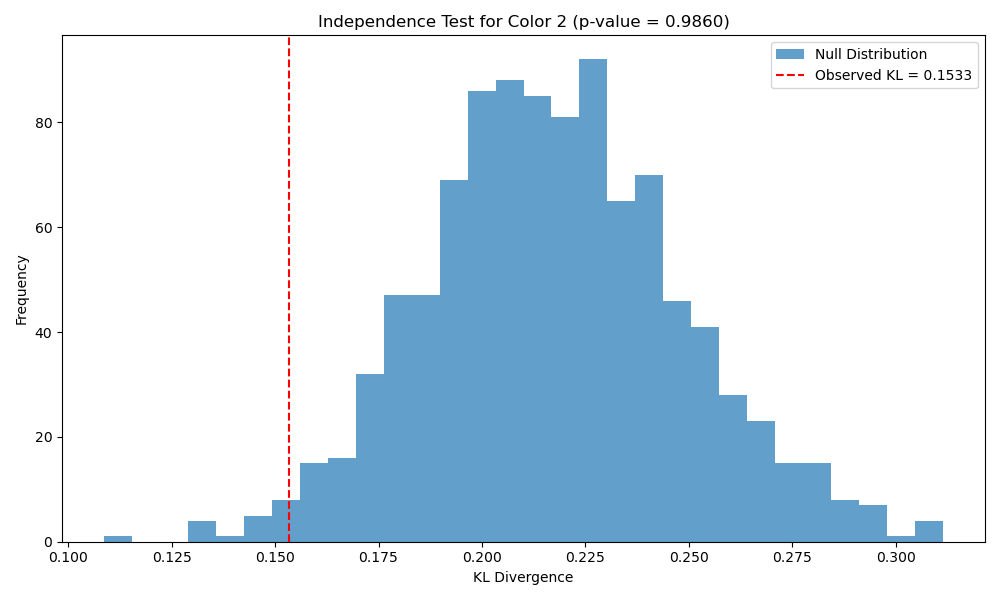 Independence Test for Color 2 (p-value = 0.9860)
Null Distribution
Observed KL = 0.1533
80
60
40
20
0
Frequency
0.100 0.125 0.150 0.175 0.200 0.225 0.250 0.275 0.300
KL Divergence